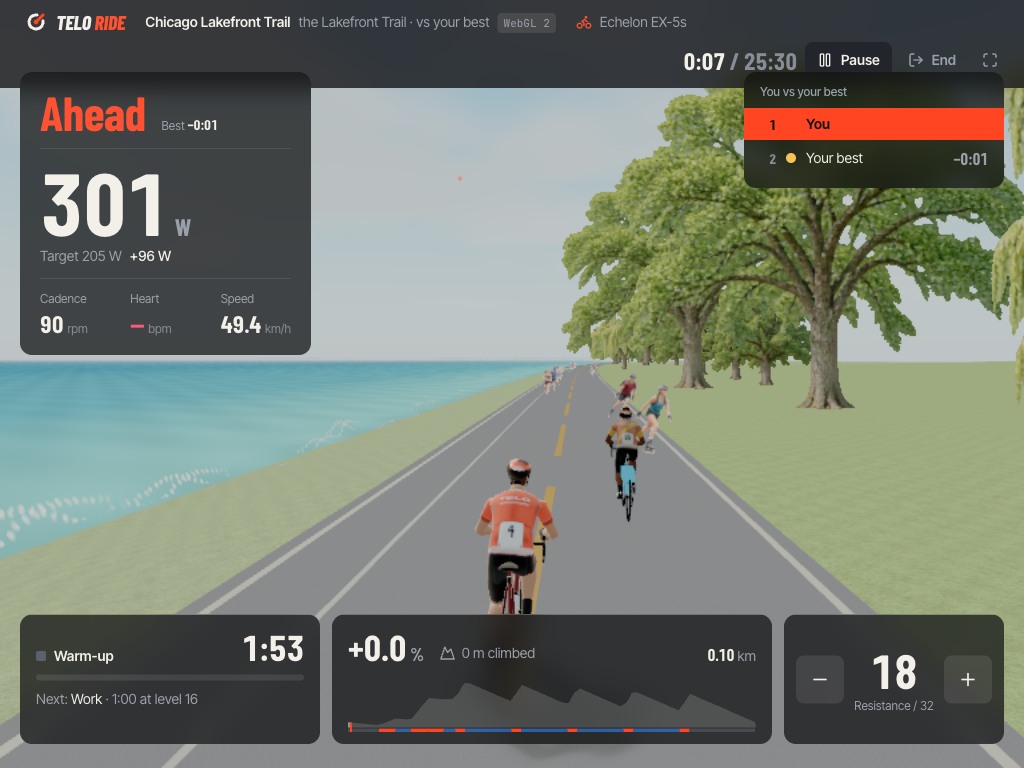 TELO RIDE Chicago Lakefront Trail the Lakefront Trail · vs your best WebGL 2 Echelon EX-5s
0:07 / 25:30 Pause End
Ahead Best −0:01
301 W
Target 205 W +96 W
Cadence Heart Speed
90 rpm – bpm 49.4 km/h
You vs your best
1 You
2 Your best −0:01
TELO
4
Warm-up 1:53
Next: Work · 1:00 at level 16
+0.0 % 0 m climbed 0.10 km
− 18 +
Resistance / 32